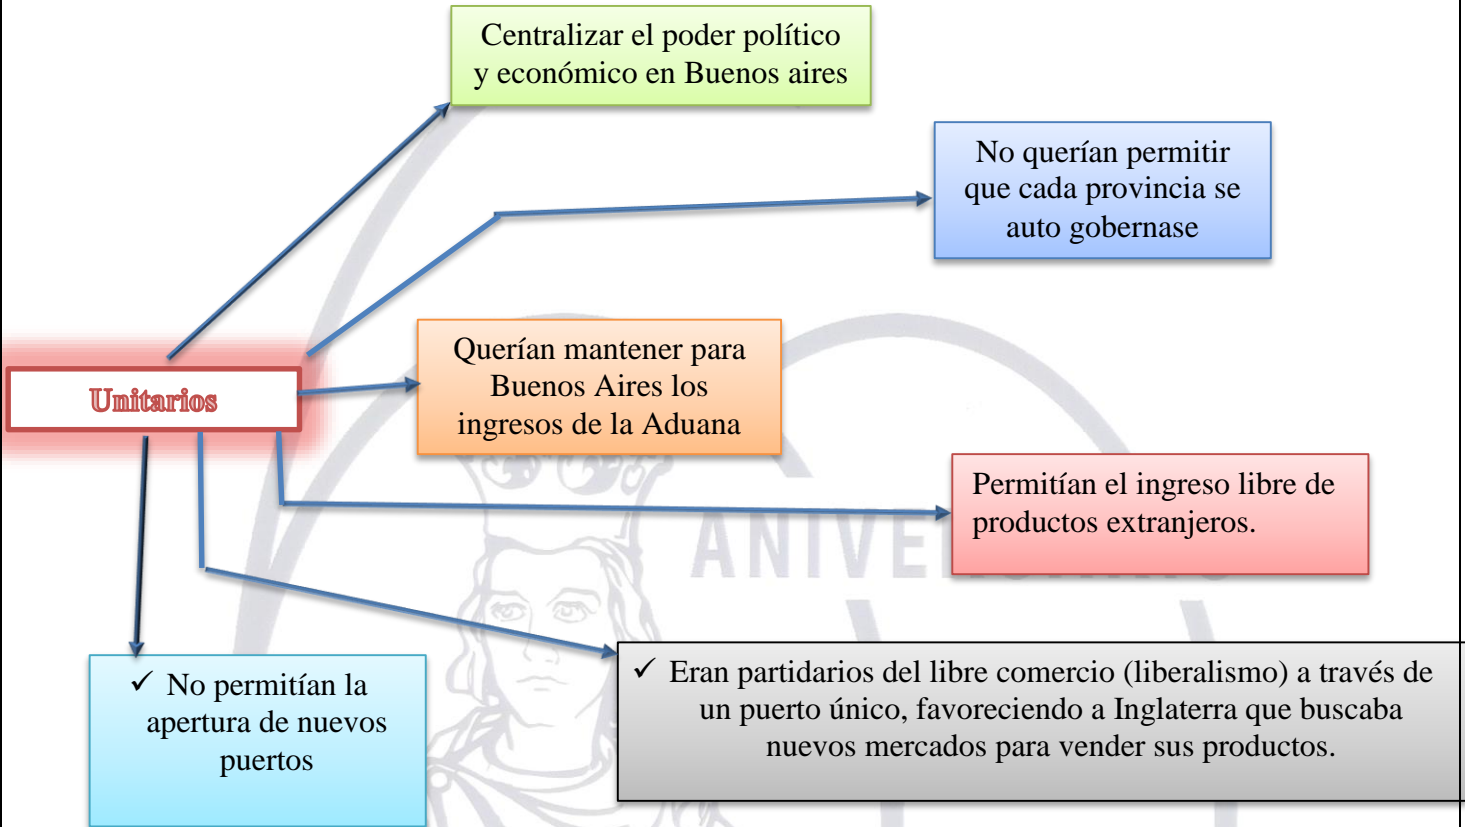 Centralizar el poder político
y económico en Buenos aires
No querían permitir
que cada provincia se
auto gobernase
Querían mantener para
Buenos Aires los
ingresos de la Aduana
Unitarios
Permitían el ingreso libre de
productos extranjeros.
✓ No permitían la
apertura de nuevos
puertos
✓ Eran partidarios del libre comercio (liberalismo) a través de
un puerto único, favoreciendo a Inglaterra que buscaba
nuevos mercados para vender sus productos.